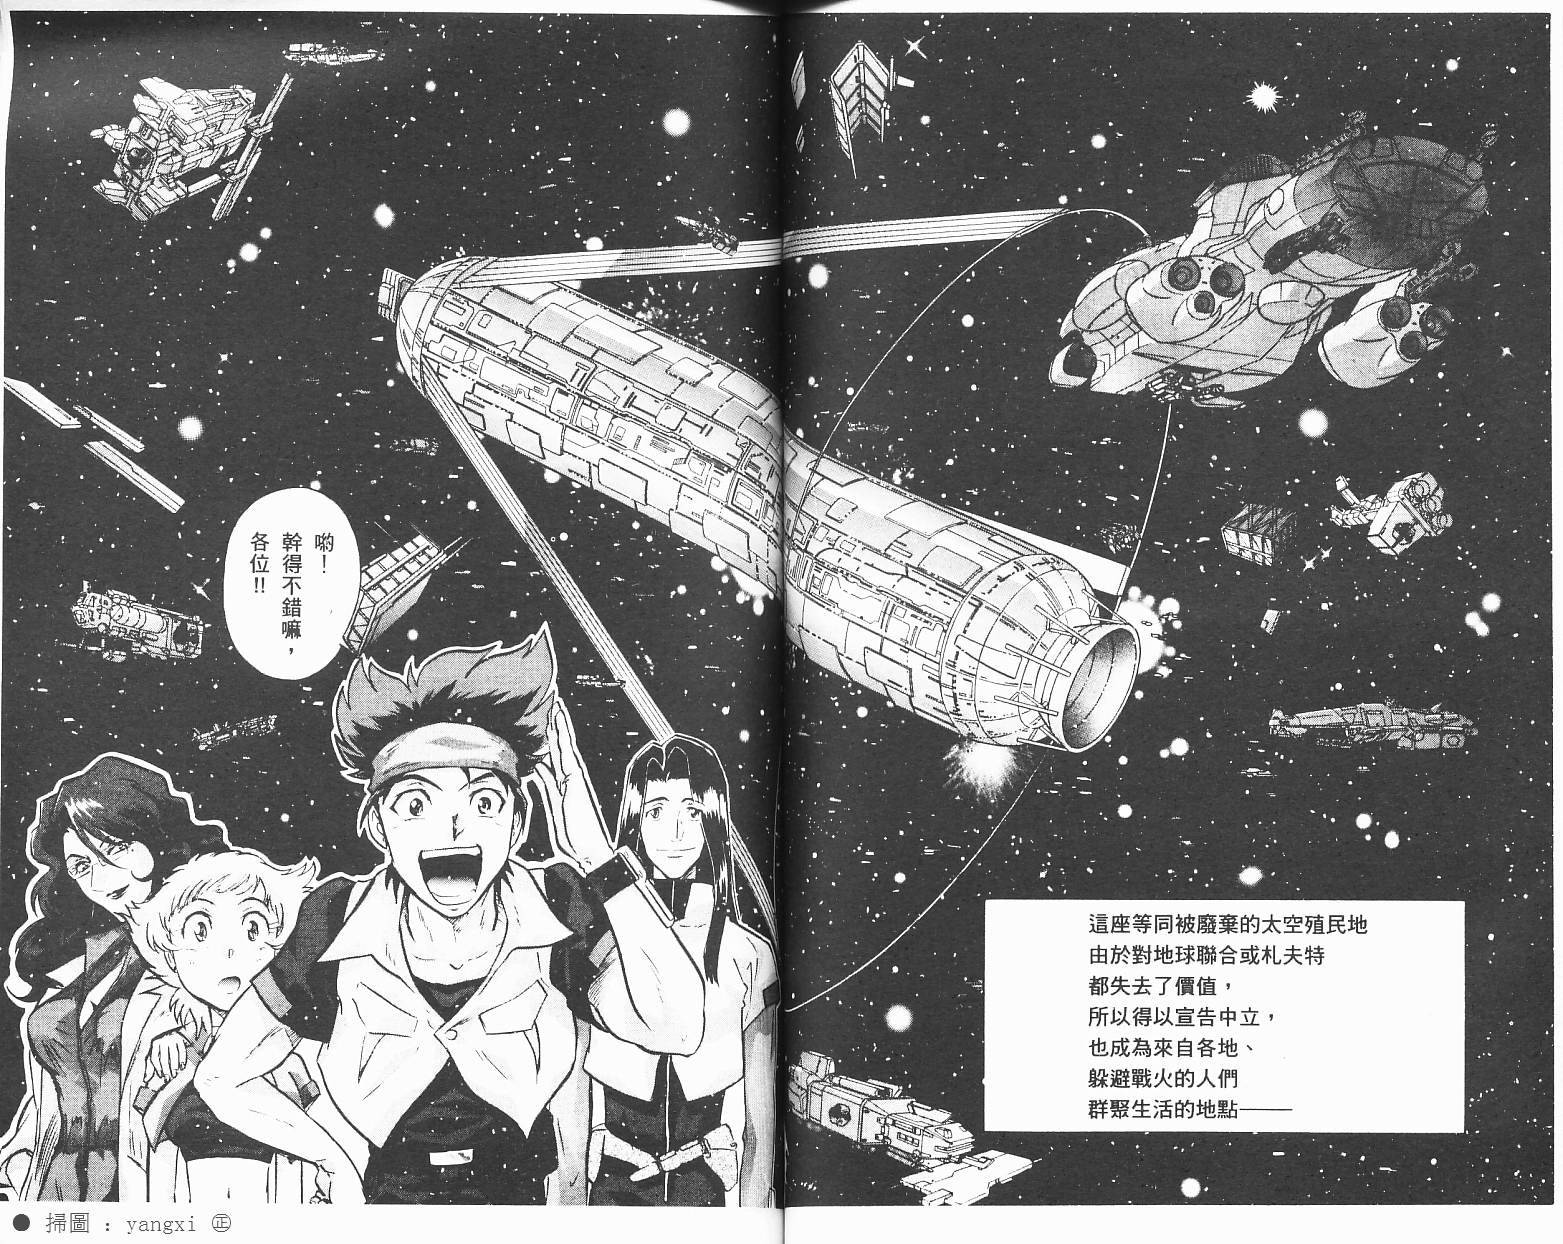 這座等同被廢棄的太空殖民地
由於對地球聯合或札夫特
都失去了價值，
所以得以宣告中立，
也成為來自各地、
躲避戰火的人們
群聚生活的地點——
喲！
幹得不錯嘛，
各位!!
● 掃圖 : yangxi ㊣